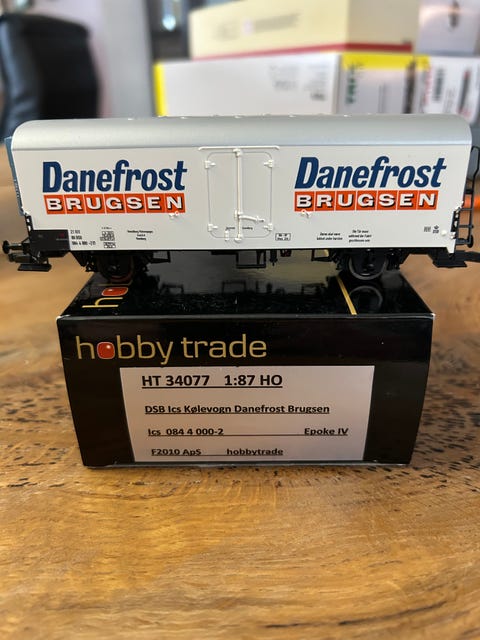 Danefrost
BRUGSEN
Danefrost
BRUGSEN
hobby trade
HT 34077 1:87 HO
DSB Ics Kølevogn Danefrost Brugsen
Ics 084 4 000-2 Epoke IV
F2010 ApS hobbytrade